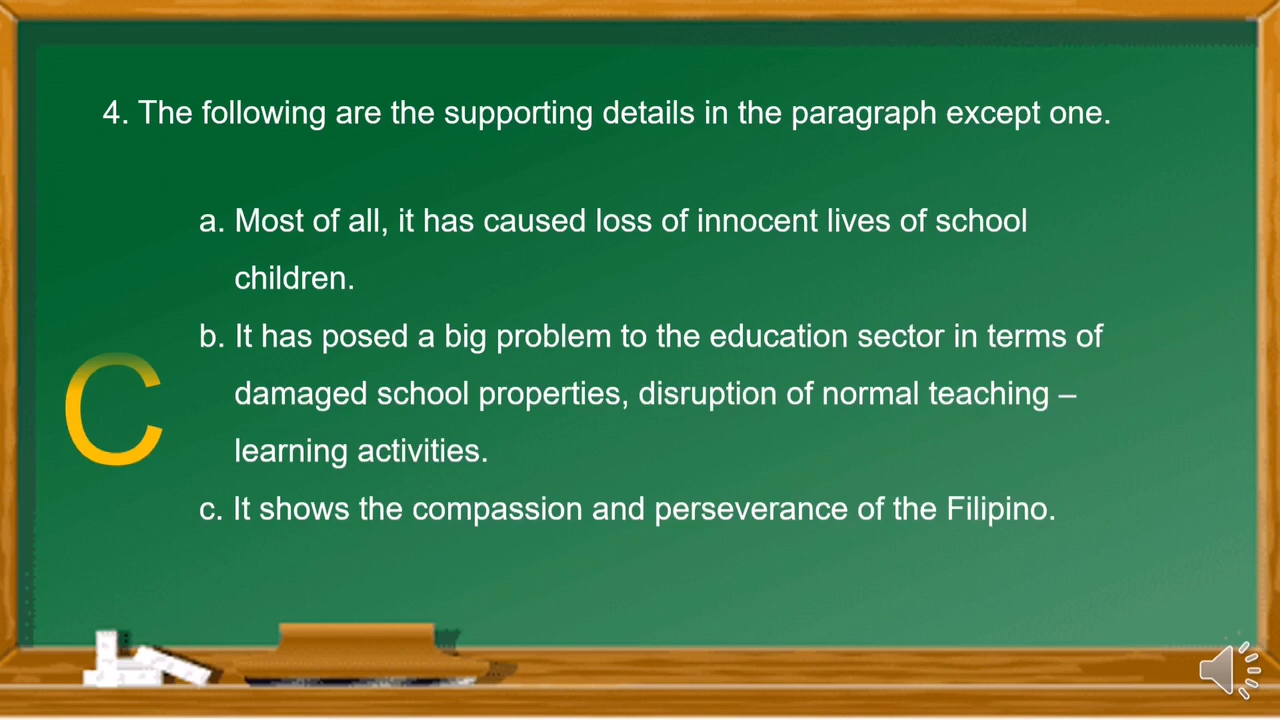 4. The following are the supporting details in the paragraph except one.
a. Most of all, it has caused loss of innocent lives of school
children.
b. It has posed a big problem to the education sector in terms of
damaged school properties, disruption of normal teaching –
C
learning activities.
c. It shows the compassion and perseverance of the Filipino.